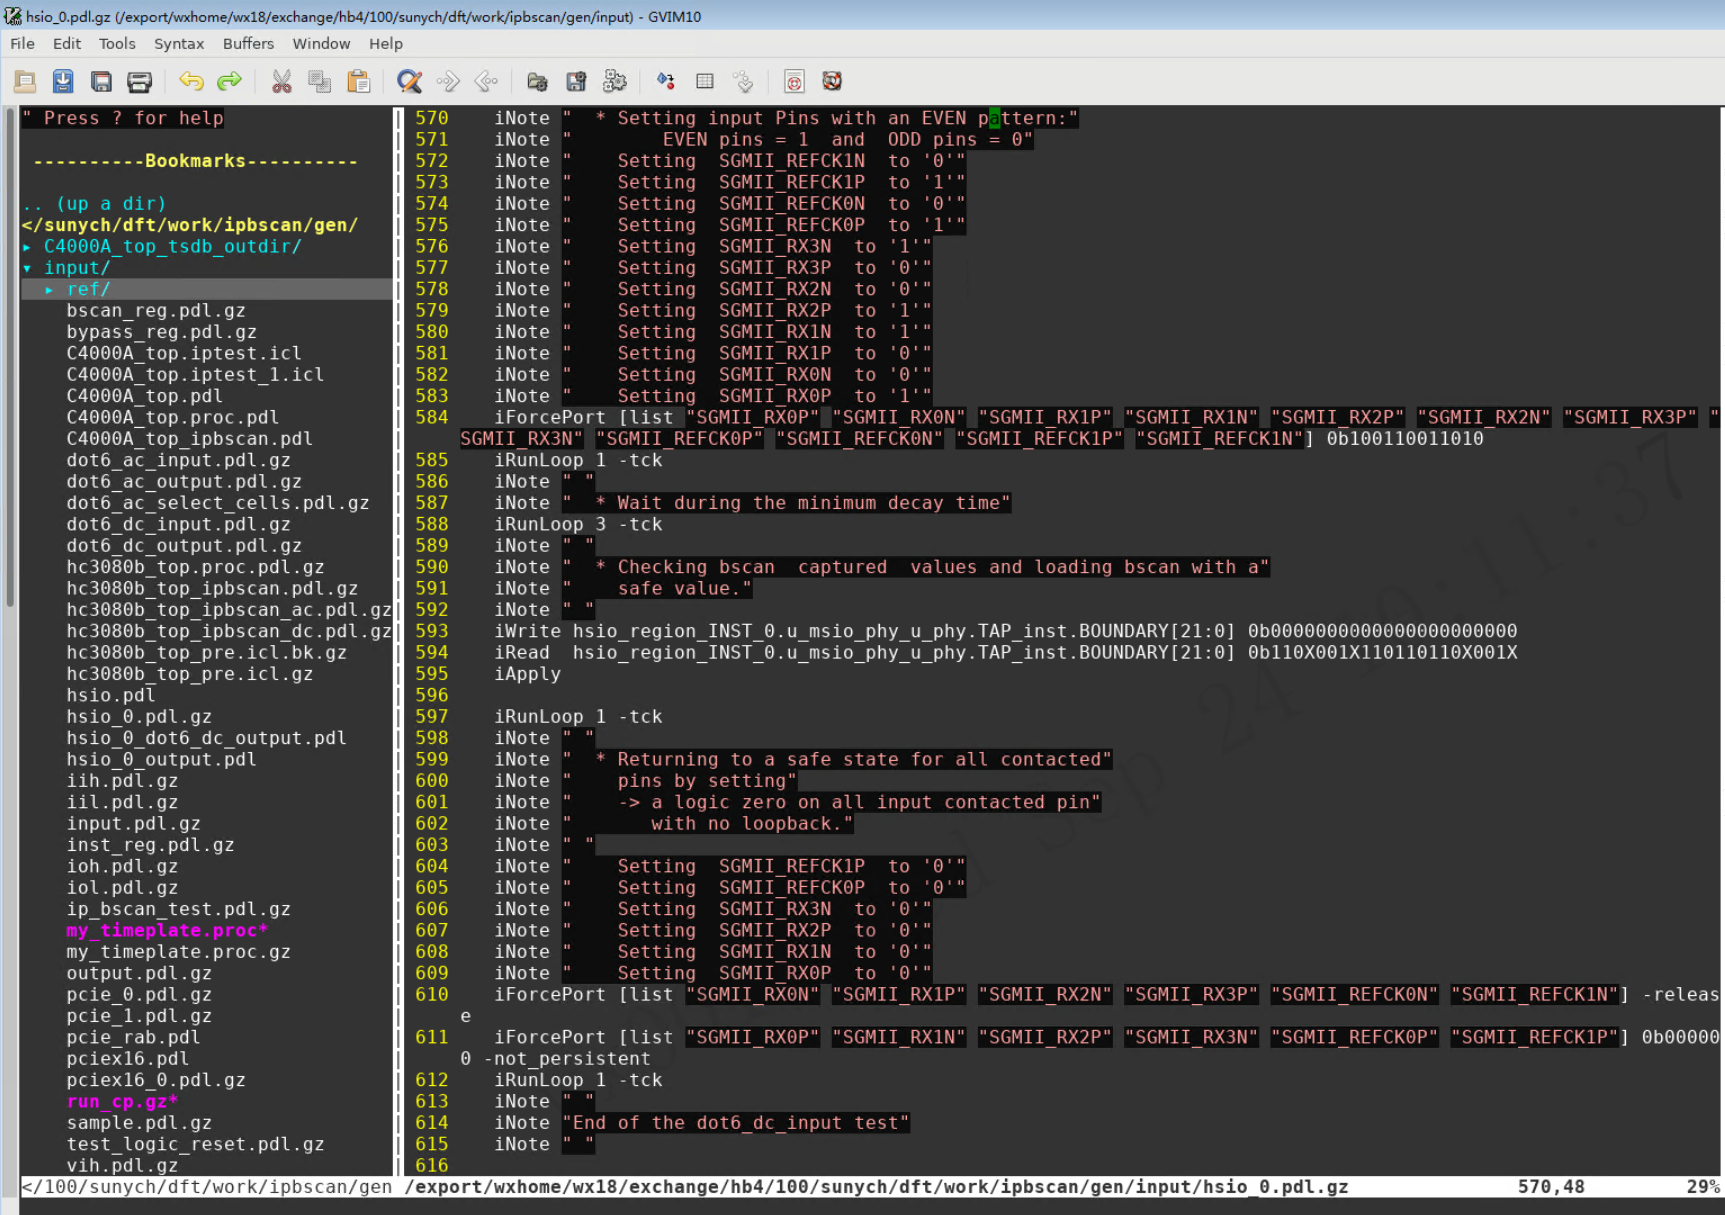 hsio_0.pdl.gz (/export/wxhome/wx18/exchange/hb4/100/sunych/dft/work/ipbscan/gen/input) - GVIM10
File Edit Tools Syntax Buffers Window Help
" Press ? for help
----------Bookmarks----------
.. (up a dir)
</sunych/dft/work/ipbscan/gen/
▸ C4000A_top_tsdb_outdir/
▾ input/
▸ ref/
bscan_reg.pdl.gz
bypass_reg.pdl.gz
C4000A_top.iptest.icl
C4000A_top.iptest_1.icl
C4000A_top.pdl
C4000A_top.proc.pdl
C4000A_top_ipbscan.pdl
dot6_ac_input.pdl.gz
dot6_ac_output.pdl.gz
dot6_ac_select_cells.pdl.gz
dot6_dc_input.pdl.gz
dot6_dc_output.pdl.gz
hc3080b_top.proc.pdl.gz
hc3080b_top_ipbscan.pdl.gz
hc3080b_top_ipbscan_ac.pdl.gz
hc3080b_top_ipbscan_dc.pdl.gz
hc3080b_top_pre.icl.bk.gz
hc3080b_top_pre.icl.gz
hsio.pdl
hsio_0.pdl.gz
hsio_0_dot6_dc_output.pdl
hsio_0_output.pdl
iih.pdl.gz
iil.pdl.gz
input.pdl.gz
inst_reg.pdl.gz
ioh.pdl.gz
iol.pdl.gz
ip_bscan_test.pdl.gz
my_timeplate.proc*
my_timeplate.proc.gz
output.pdl.gz
pcie_0.pdl.gz
pcie_1.pdl.gz
pcie_rab.pdl
pciex16.pdl
pciex16_0.pdl.gz
run_cp.gz*
sample.pdl.gz
test_logic_reset.pdl.gz
vih.pdl.gz
570 iNote "  * Setting input Pins with an EVEN pattern:"
571 iNote "        EVEN pins = 1  and  ODD pins = 0"
572 iNote "    Setting  SGMII_REFCK1N  to '0'"
573 iNote "    Setting  SGMII_REFCK1P  to '1'"
574 iNote "    Setting  SGMII_REFCK0N  to '0'"
575 iNote "    Setting  SGMII_REFCK0P  to '1'"
576 iNote "    Setting  SGMII_RX3N  to '1'"
577 iNote "    Setting  SGMII_RX3P  to '0'"
578 iNote "    Setting  SGMII_RX2N  to '0'"
579 iNote "    Setting  SGMII_RX2P  to '1'"
580 iNote "    Setting  SGMII_RX1N  to '1'"
581 iNote "    Setting  SGMII_RX1P  to '0'"
582 iNote "    Setting  SGMII_RX0N  to '0'"
583 iNote "    Setting  SGMII_RX0P  to '1'"
584 iForcePort [list "SGMII_RX0P" "SGMII_RX0N" "SGMII_RX1P" "SGMII_RX1N" "SGMII_RX2P" "SGMII_RX2N" "SGMII_RX3P" "
SGMII_RX3N" "SGMII_REFCK0P" "SGMII_REFCK0N" "SGMII_REFCK1P" "SGMII_REFCK1N"] 0b100110011010
585 iRunLoop 1 -tck
586 iNote " "
587 iNote "  * Wait during the minimum decay time"
588 iRunLoop 3 -tck
589 iNote " "
590 iNote "  * Checking bscan  captured  values and loading bscan with a"
591 iNote "    safe value."
592 iNote " "
593 iWrite hsio_region_INST_0.u_msio_phy_u_phy.TAP_inst.BOUNDARY[21:0] 0b0000000000000000000000
594 iRead  hsio_region_INST_0.u_msio_phy_u_phy.TAP_inst.BOUNDARY[21:0] 0b110X001X110110110X001X
595 iApply
596
597 iRunLoop 1 -tck
598 iNote " "
599 iNote "  * Returning to a safe state for all contacted"
600 iNote "    pins by setting"
601 iNote "    -> a logic zero on all input contacted pin"
602 iNote "       with no loopback."
603 iNote " "
604 iNote "    Setting  SGMII_REFCK1P  to '0'"
605 iNote "    Setting  SGMII_REFCK0P  to '0'"
606 iNote "    Setting  SGMII_RX3N  to '0'"
607 iNote "    Setting  SGMII_RX2P  to '0'"
608 iNote "    Setting  SGMII_RX1N  to '0'"
609 iNote "    Setting  SGMII_RX0P  to '0'"
610 iForcePort [list "SGMII_RX0N" "SGMII_RX1P" "SGMII_RX2N" "SGMII_RX3P" "SGMII_REFCK0N" "SGMII_REFCK1N"] -releas
e
611 iForcePort [list "SGMII_RX0P" "SGMII_RX1N" "SGMII_RX2P" "SGMII_RX3N" "SGMII_REFCK0P" "SGMII_REFCK1P"] 0b00000
0 -not_persistent
612 iRunLoop 1 -tck
613 iNote " "
614 iNote "End of the dot6_dc_input test"
615 iNote " "
616
</100/sunych/dft/work/ipbscan/gen /export/wxhome/wx18/exchange/hb4/100/sunych/dft/work/ipbscan/gen/input/hsio_0.pdl.gz 570,48 29%
Sep 24 10:11:37